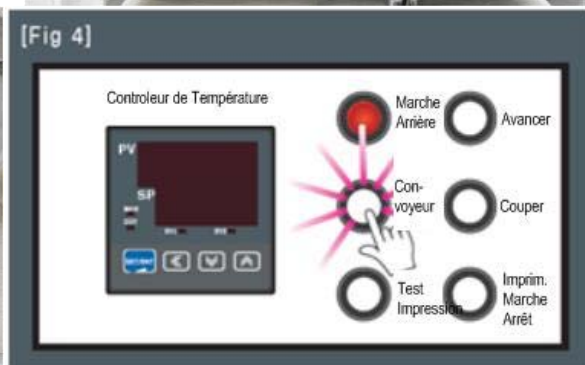 [Fig 4]
Controleur de Température
PV
SP
Marche
Arrière
Avancer
Con-
voyeur
Couper
Test
Impression
Imprim.
Marche
Arrêt